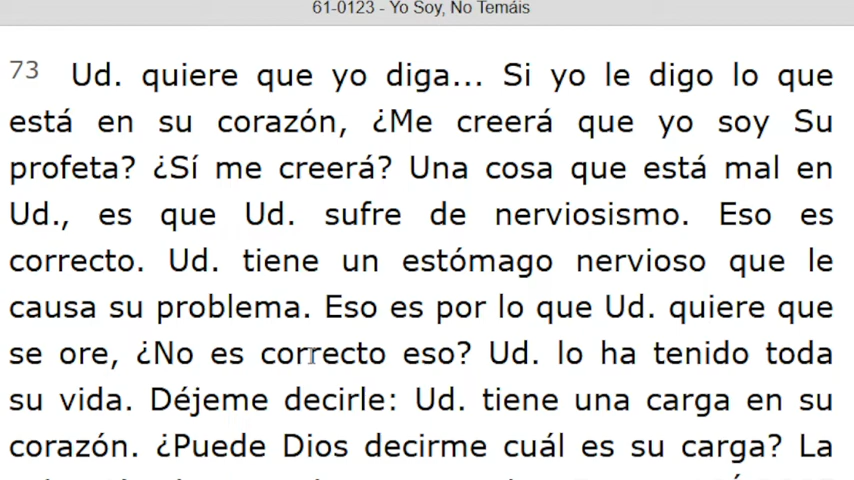 61-0123 - Yo Soy, No Temáis
73 Ud. quiere que yo diga... Si yo le digo lo que
está en su corazón, ¿Me creerá que yo soy Su
profeta? ¿Sí me creerá? Una cosa que está mal en
Ud., es que Ud. sufre de nerviosismo. Eso es
correcto. Ud. tiene un estómago nervioso que le
causa su problema. Eso es por lo que Ud. quiere que
se ore, ¿No es correcto eso? Ud. lo ha tenido toda
su vida. Déjeme decirle: Ud. tiene una carga en su
corazón. ¿Puede Dios decirme cuál es su carga? La